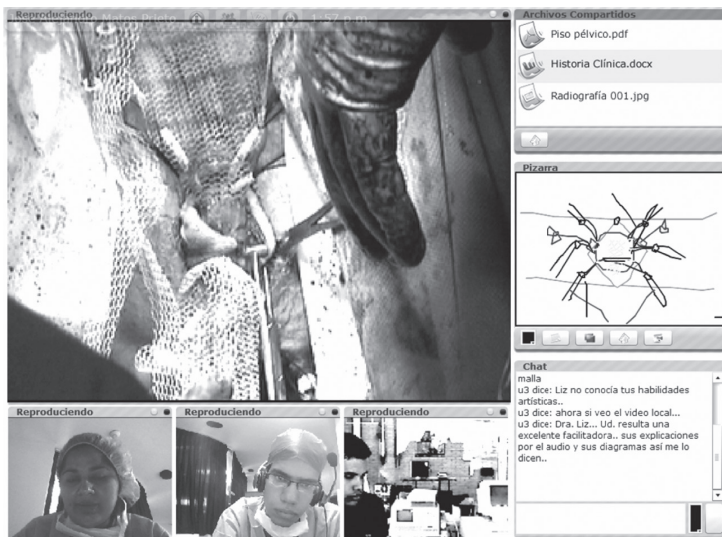 Reproduciendo
1:57 p.m.
Archivos Compartidos
Piso pélvico.pdf
Historia Clínica.docx
Radiografía 001.jpg
Pizarra
Chat
malla
u3 dice: Liz no conocía tus habilidades
artísticas..
u3 dice: ahora si veo el video local...
u3 dice: Dra. Liz... Ud. resulta una
excelente facilitadora.. sus explicaciones
por el audio y sus diagramas así me lo
dicen..
Reproduciendo
Reproduciendo
Reproduciendo